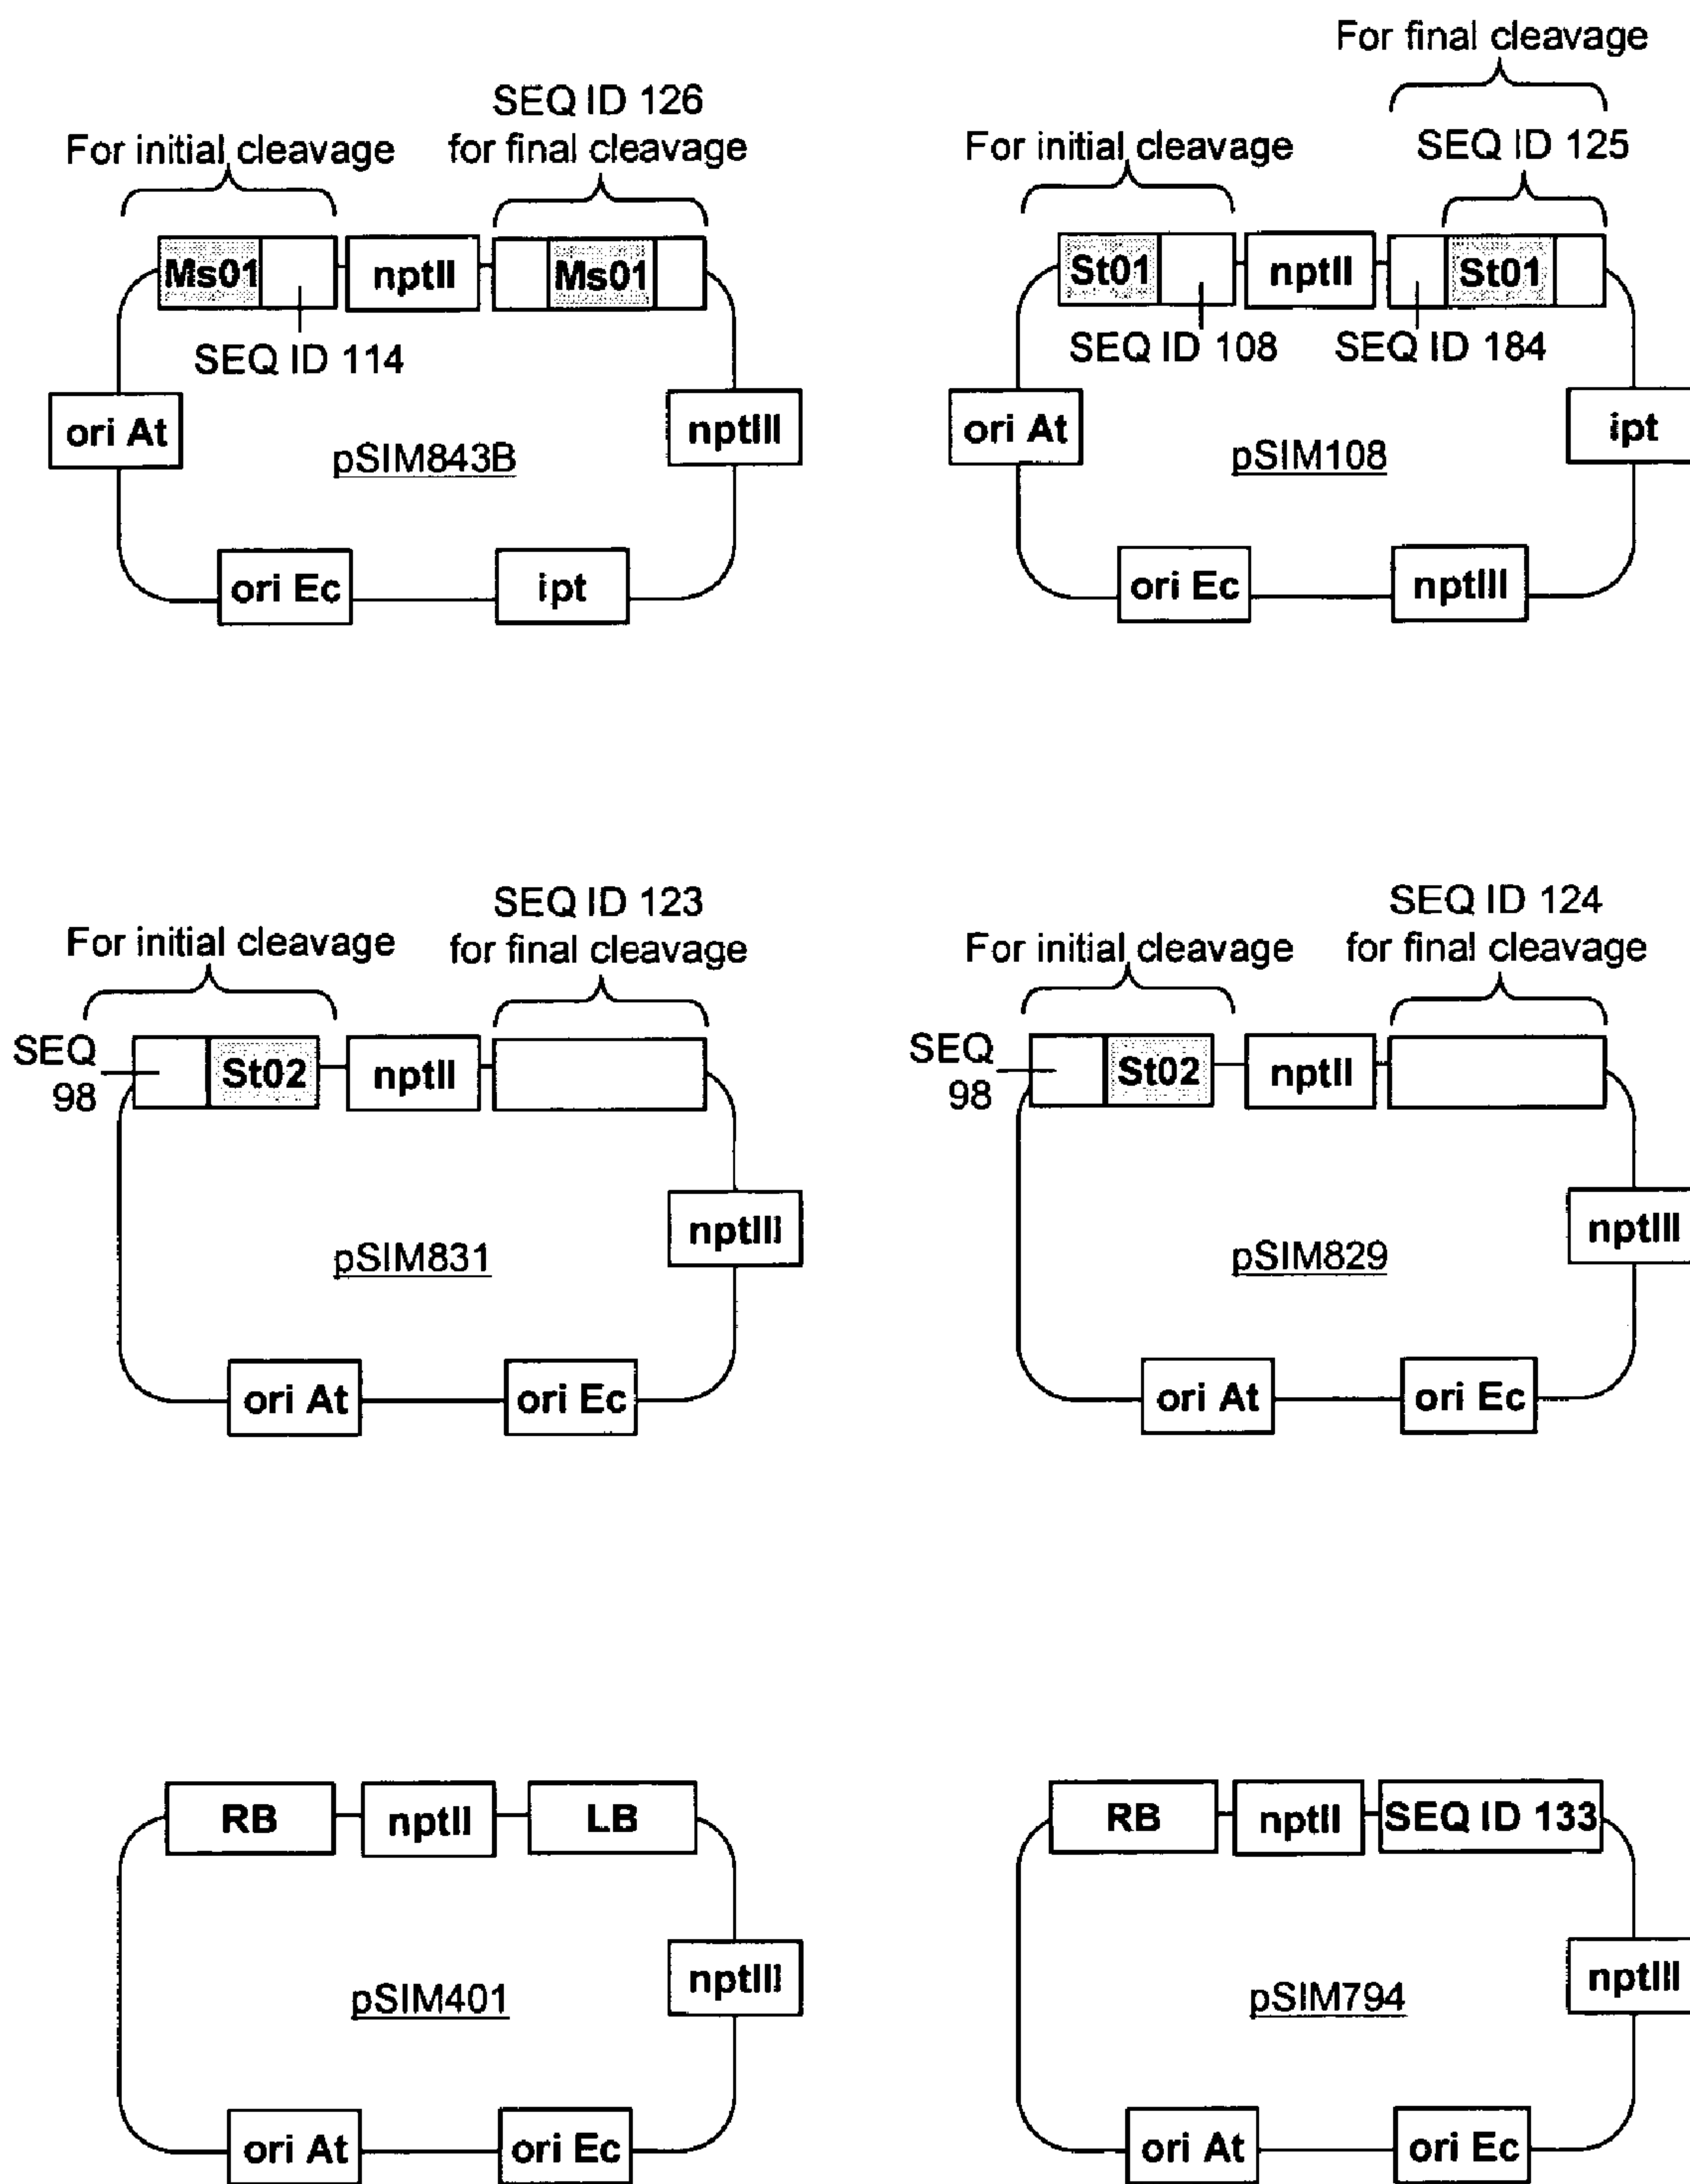 SEQ ID 126
For initial cleavage
for final cleavage
Ms01
nptII
Ms01
SEQ ID 114
ori At
nptIII
pSIM843B
ori Ec
ipt
For final cleavage
For initial cleavage
SEQ ID 125
St01
nptII
St01
SEQ ID 108
SEQ ID 184
ori At
ipt
pSIM108
ori Ec
nptIII
SEQ ID 123
For initial cleavage
for final cleavage
SEQ
98
St02
nptII
nptIII
pSIM831
ori At
ori Ec
SEQ ID 124
For initial cleavage
for final cleavage
SEQ
98
St02
nptII
nptIII
pSIM829
ori At
ori Ec
RB
nptII
LB
nptIII
pSIM401
ori At
ori Ec
RB
nptII
SEQ ID 133
nptIII
pSIM794
ori At
ori Ec